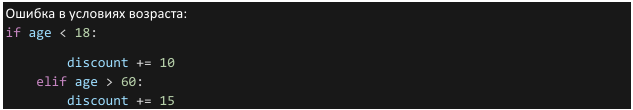 Ошибка в условиях возраста:
if age < 18:
        discount += 10
    elif age > 60:
        discount += 15